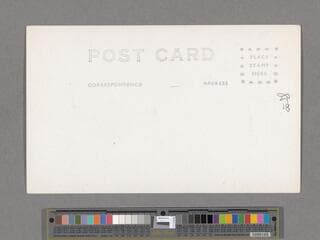 POST CARD
PLACE
STAMP
HERE
CORRESPONDENCE
ADDRESS